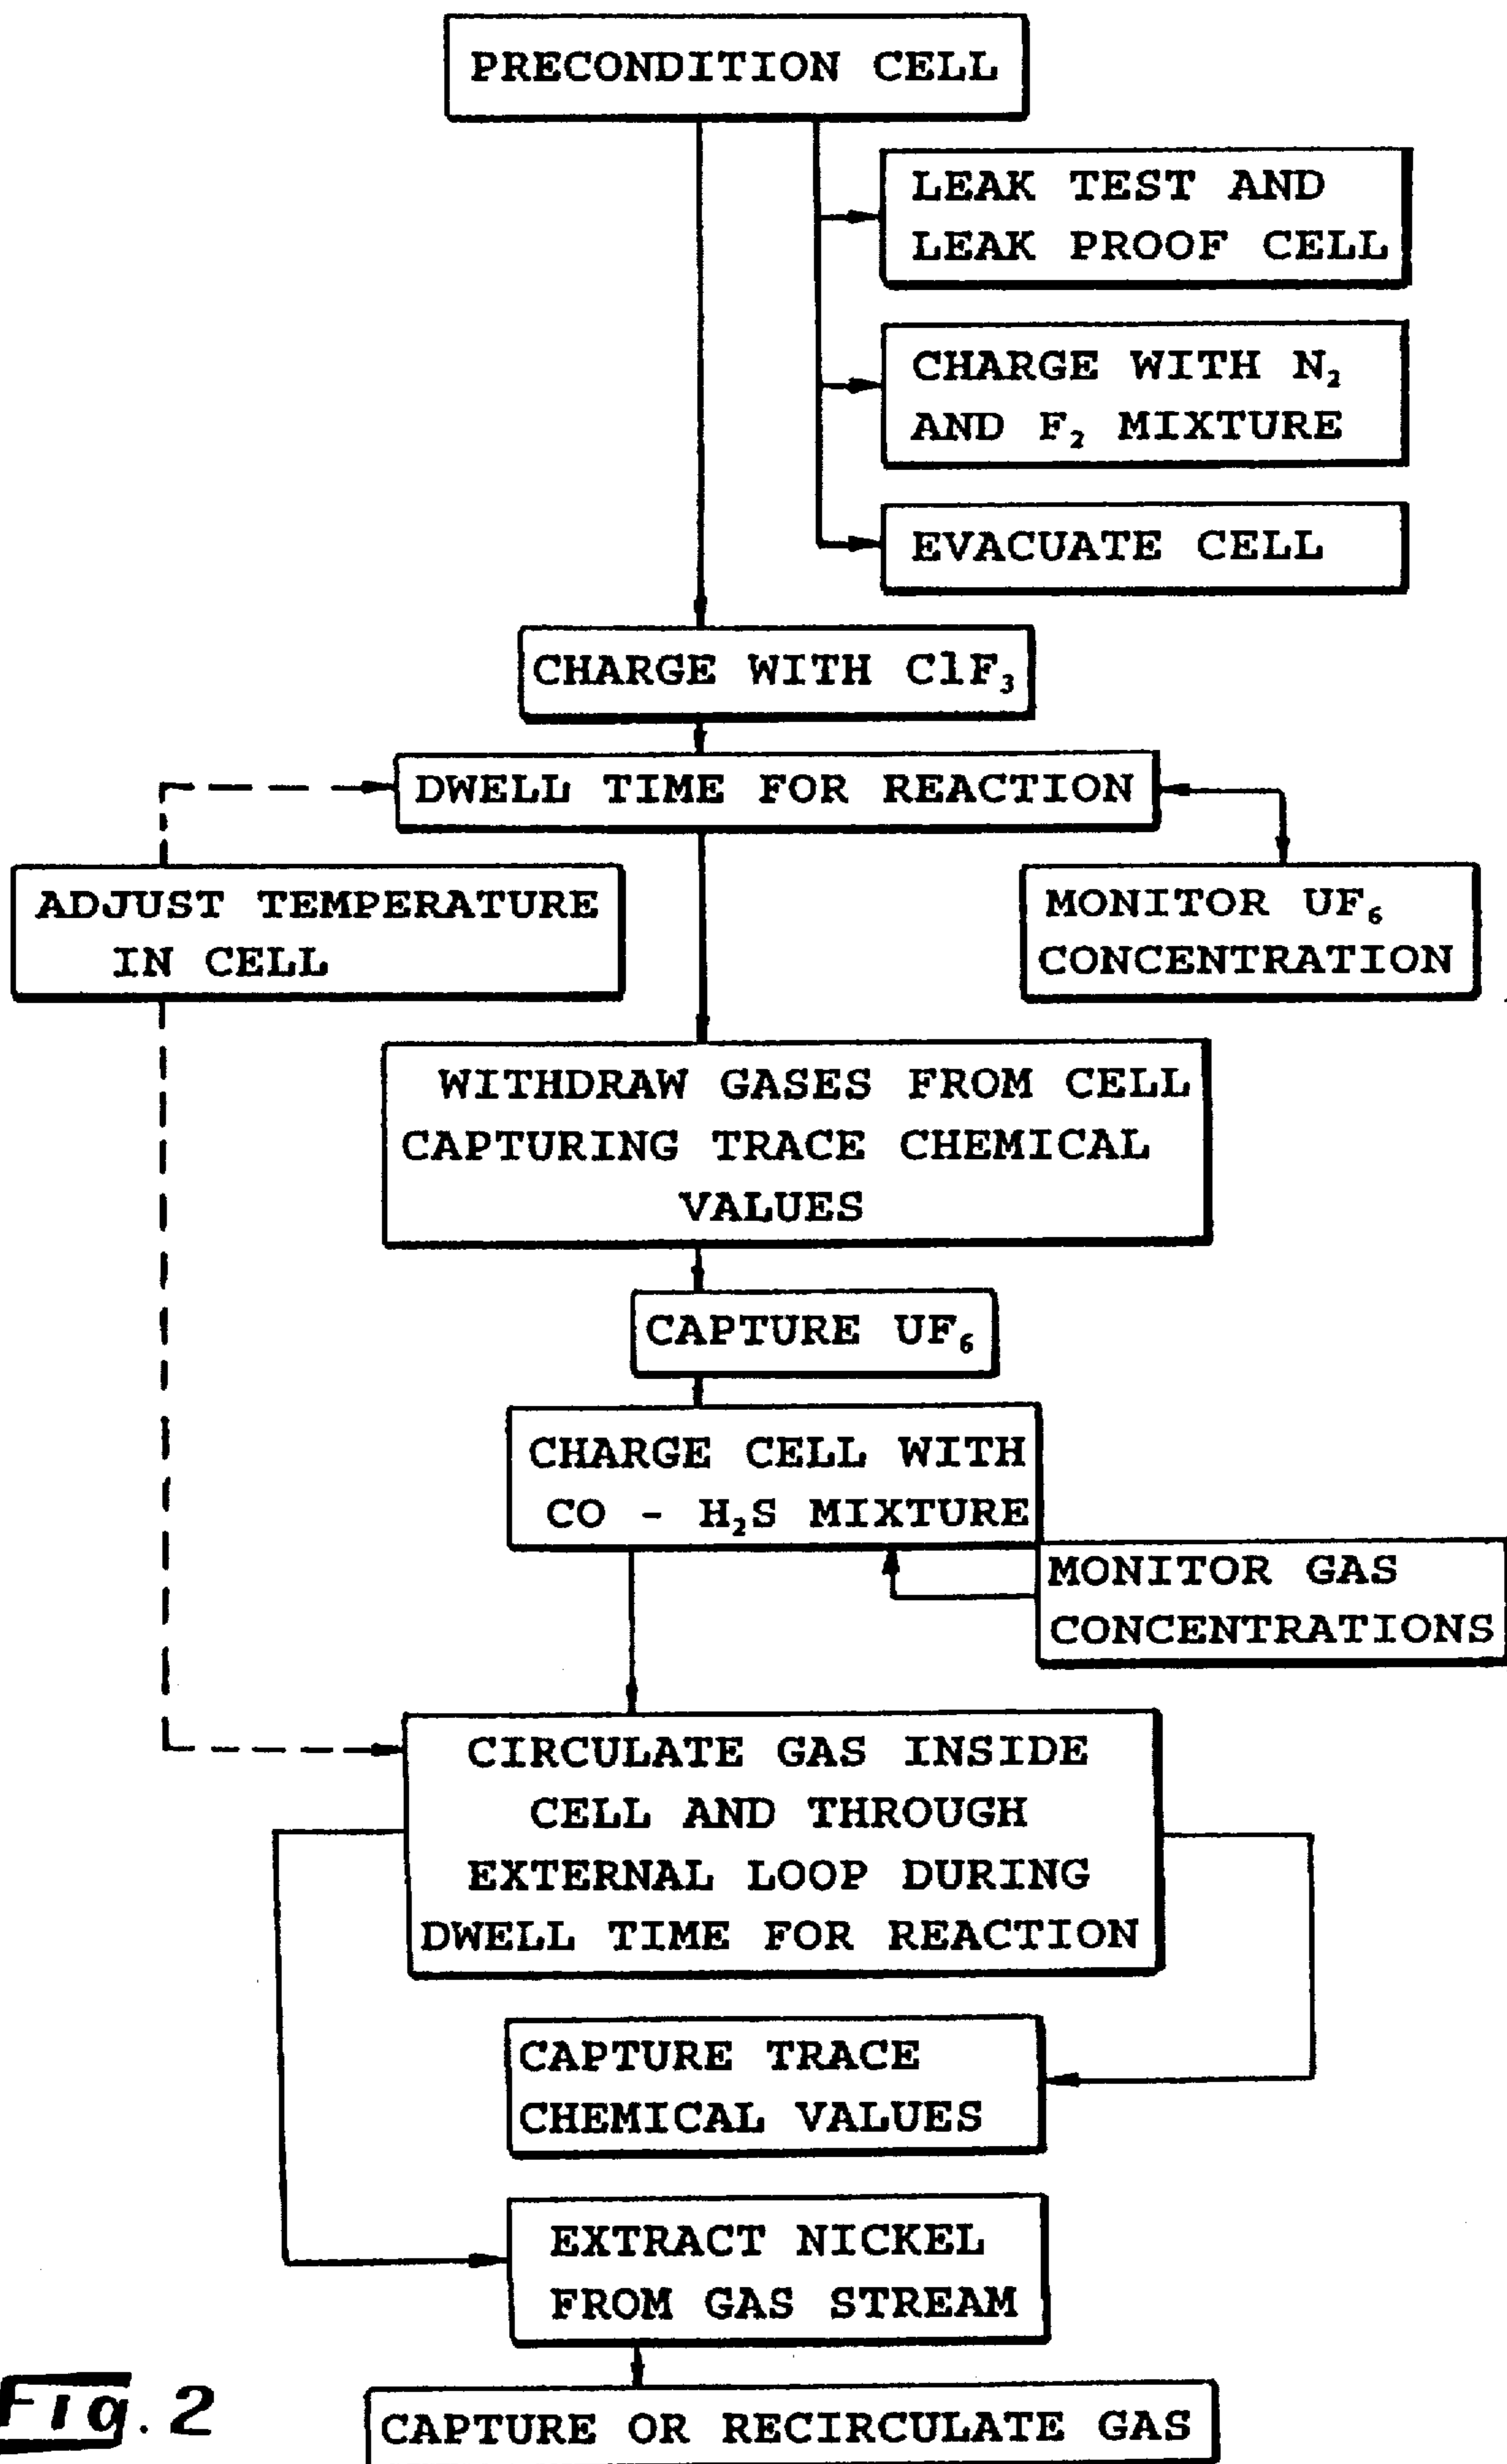 PRECONDITION CELL
LEAK TEST AND
LEAK PROOF CELL
CHARGE WITH N₂
AND F₂ MIXTURE
EVACUATE CELL
CHARGE WITH ClF₃
DWELL TIME FOR REACTION
ADJUST TEMPERATURE
IN CELL
MONITOR UF₆
CONCENTRATION
WITHDRAW GASES FROM CELL
CAPTURING TRACE CHEMICAL
VALUES
CAPTURE UF₆
CHARGE CELL WITH
CO - H₂S MIXTURE
MONITOR GAS
CONCENTRATIONS
CIRCULATE GAS INSIDE
CELL AND THROUGH
EXTERNAL LOOP DURING
DWELL TIME FOR REACTION
CAPTURE TRACE
CHEMICAL VALUES
EXTRACT NICKEL
FROM GAS STREAM
CAPTURE OR RECIRCULATE GAS
Fig. 2